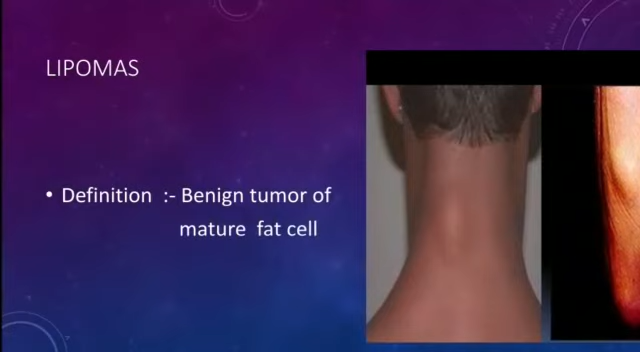 LIPOMAS
• Definition :- Benign tumor of
mature fat cell